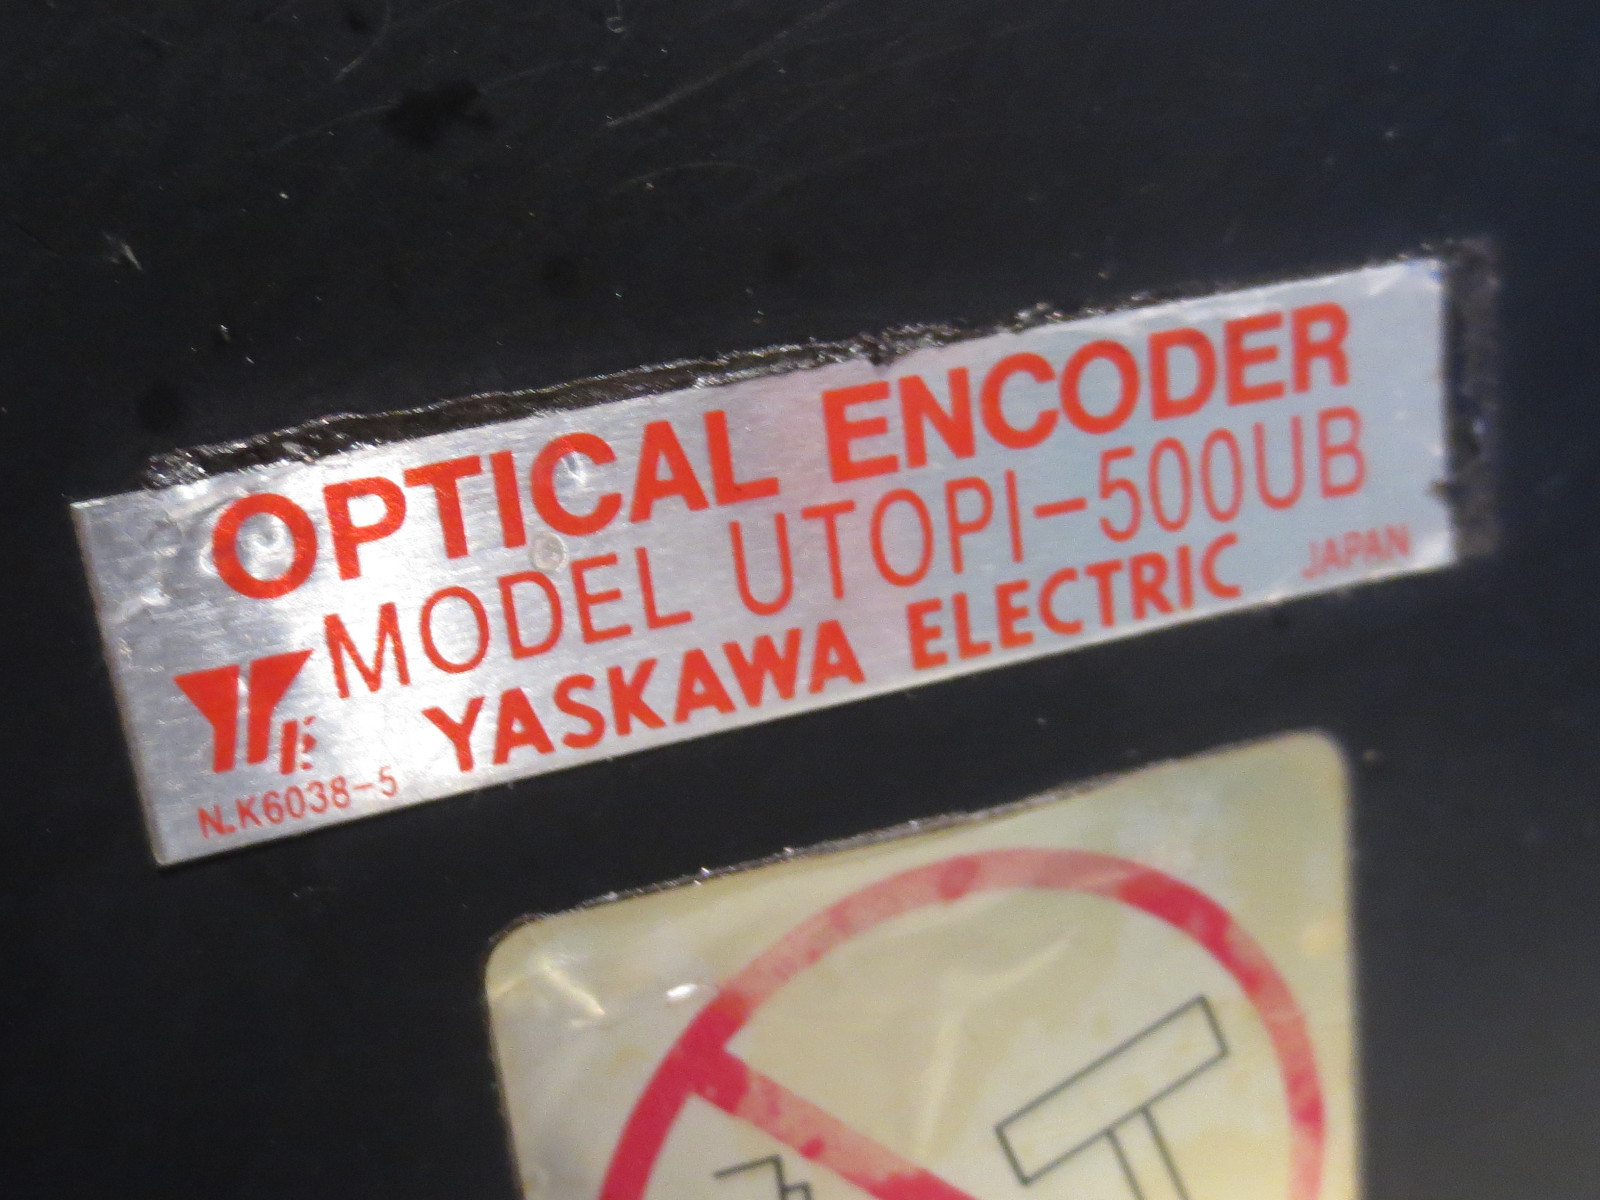 OPTICAL ENCODER
MODEL UTOPI-500UB
YASKAWA ELECTRIC JAPAN
N.K6038-5